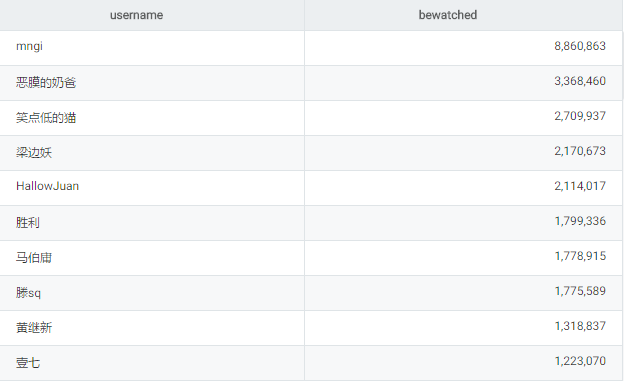 username bewatched
mngi 8,860,863
恶膜的奶爸 3,368,460
笑点低的猫 2,709,937
梁边妖 2,170,673
HallowJuan 2,114,017
胜利 1,799,336
马伯庸 1,778,915
滕sq 1,775,589
黄继新 1,318,837
壹七 1,223,070